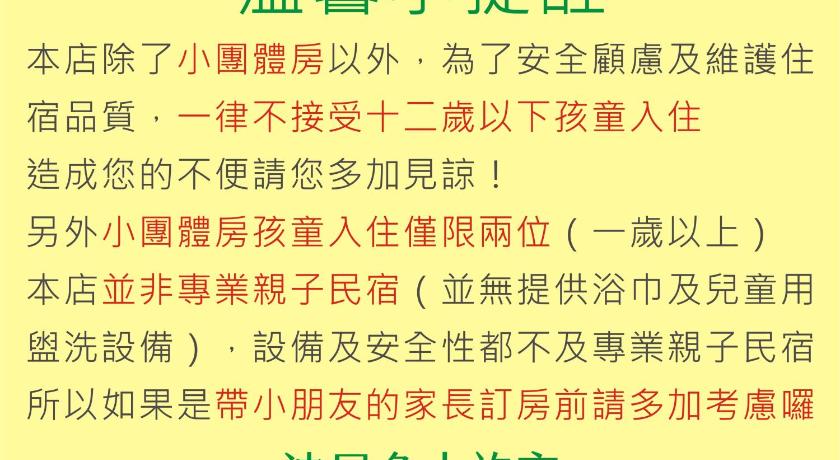 溫馨小提醒
本店除了小團體房以外，為了安全顧慮及維護住
宿品質，一律不接受十二歲以下孩童入住
造成您的不便請您多加見諒！
另外小團體房孩童入住僅限兩位（一歲以上）
本店並非專業親子民宿（並無提供浴巾及兒童用
盥洗設備），設備及安全性都不及專業親子民宿
所以如果是帶小朋友的家長訂房前請多加考慮囉